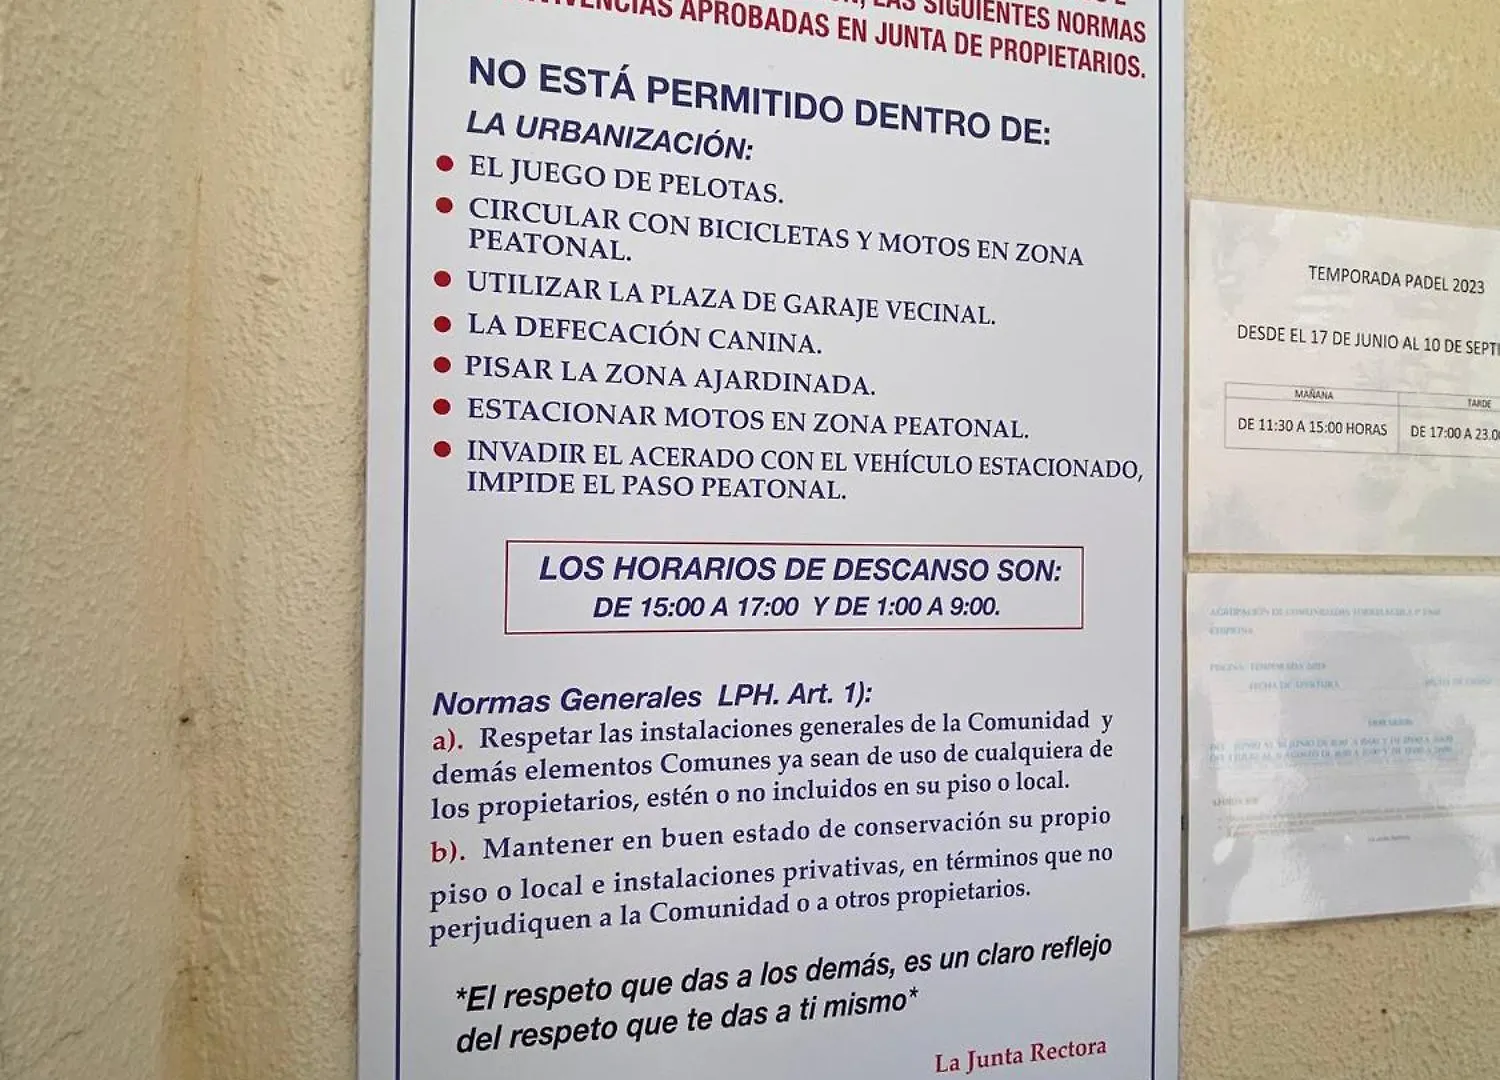 LAS SIGUIENTES NORMAS
APROBADAS EN JUNTA DE PROPIETARIOS.
NO ESTÁ PERMITIDO DENTRO DE:
LA URBANIZACIÓN:
● EL JUEGO DE PELOTAS.
● CIRCULAR CON BICICLETAS Y MOTOS EN ZONA
PEATONAL.
● UTILIZAR LA PLAZA DE GARAJE VECINAL.
● LA DEFECACIÓN CANINA.
● PISAR LA ZONA AJARDINADA.
● ESTACIONAR MOTOS EN ZONA PEATONAL.
● INVADIR EL ACERADO CON EL VEHÍCULO ESTACIONADO,
IMPIDE EL PASO PEATONAL.
LOS HORARIOS DE DESCANSO SON:
DE 15:00 A 17:00 Y DE 1:00 A 9:00.
Normas Generales LPH. Art. 1):
a). Respetar las instalaciones generales de la Comunidad y
demás elementos Comunes ya sean de uso de cualquiera de
los propietarios, estén o no incluidos en su piso o local.
b). Mantener en buen estado de conservación su propio
piso o local e instalaciones privativas, en términos que no
perjudiquen a la Comunidad o a otros propietarios.
*El respeto que das a los demás, es un claro reflejo
del respeto que te das a ti mismo*
La Junta Rectora
TEMPORADA PADEL 2023
DESDE EL 17 DE JUNIO AL 10 DE
MAÑANA
TARDE
DE 11:30 A 15:00 HORAS
DE 17:00 A
AGRUPACIÓN DE COMUNIDADES